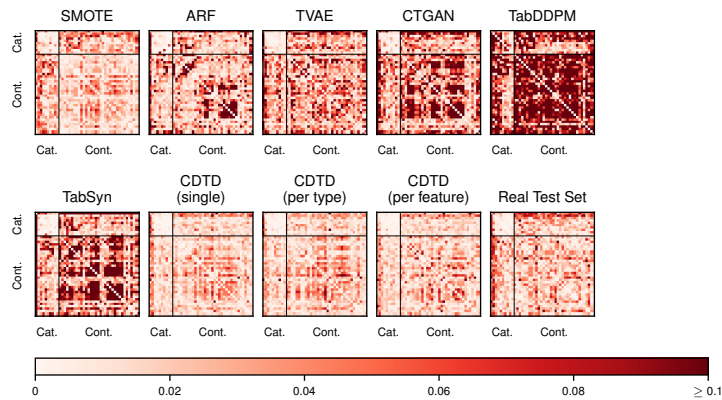 SMOTE ARF TVAE CTGAN TabDDPM
Cat.
Cont.
Cat. Cont. Cat. Cont. Cat. Cont. Cat. Cont. Cat. Cont.
TabSyn CDTD (single) CDTD (per type) CDTD (per feature) Real Test Set
Cat.
Cont.
Cat. Cont. Cat. Cont. Cat. Cont. Cat. Cont. Cat. Cont.
0 0.02 0.04 0.06 0.08 ≥ 0.1